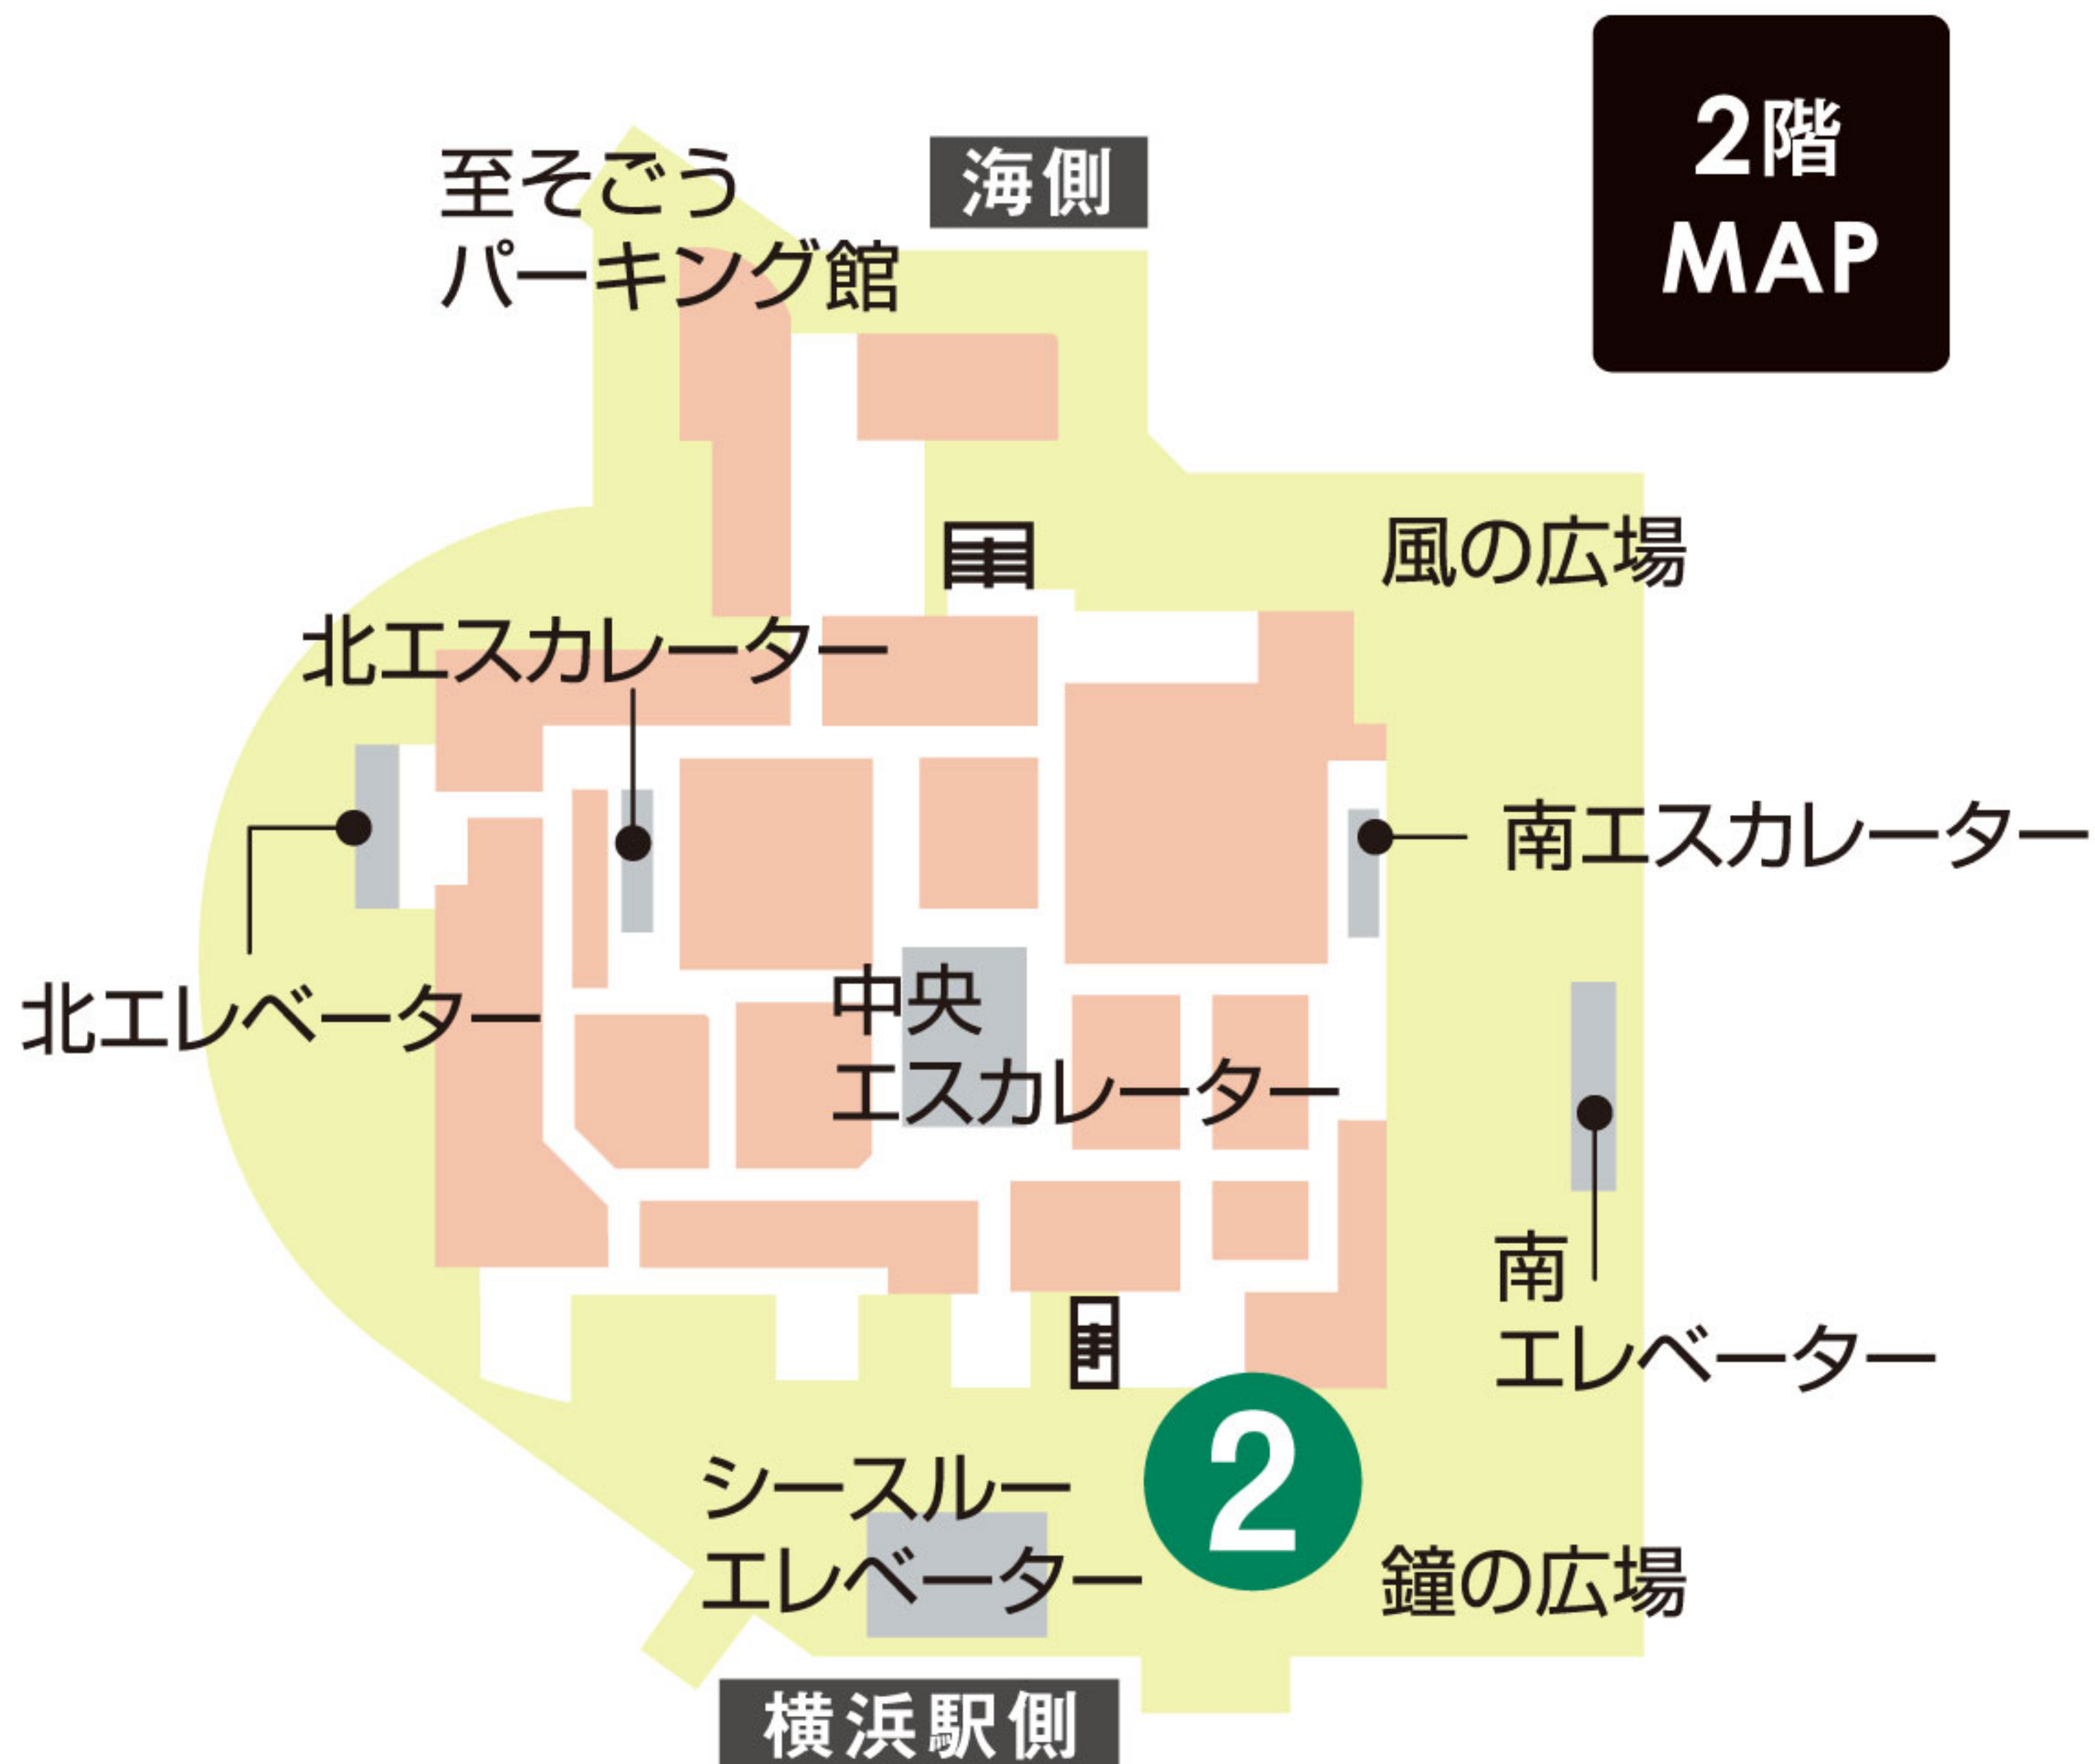 2階
MAP
海側
至そごう
パーキング館
風の広場
北エスカレーター
南エスカレーター
北エレベーター
中央
エスカレーター
南
エレベーター
2
シースルー
エレベーター
鐘の広場
横浜駅側